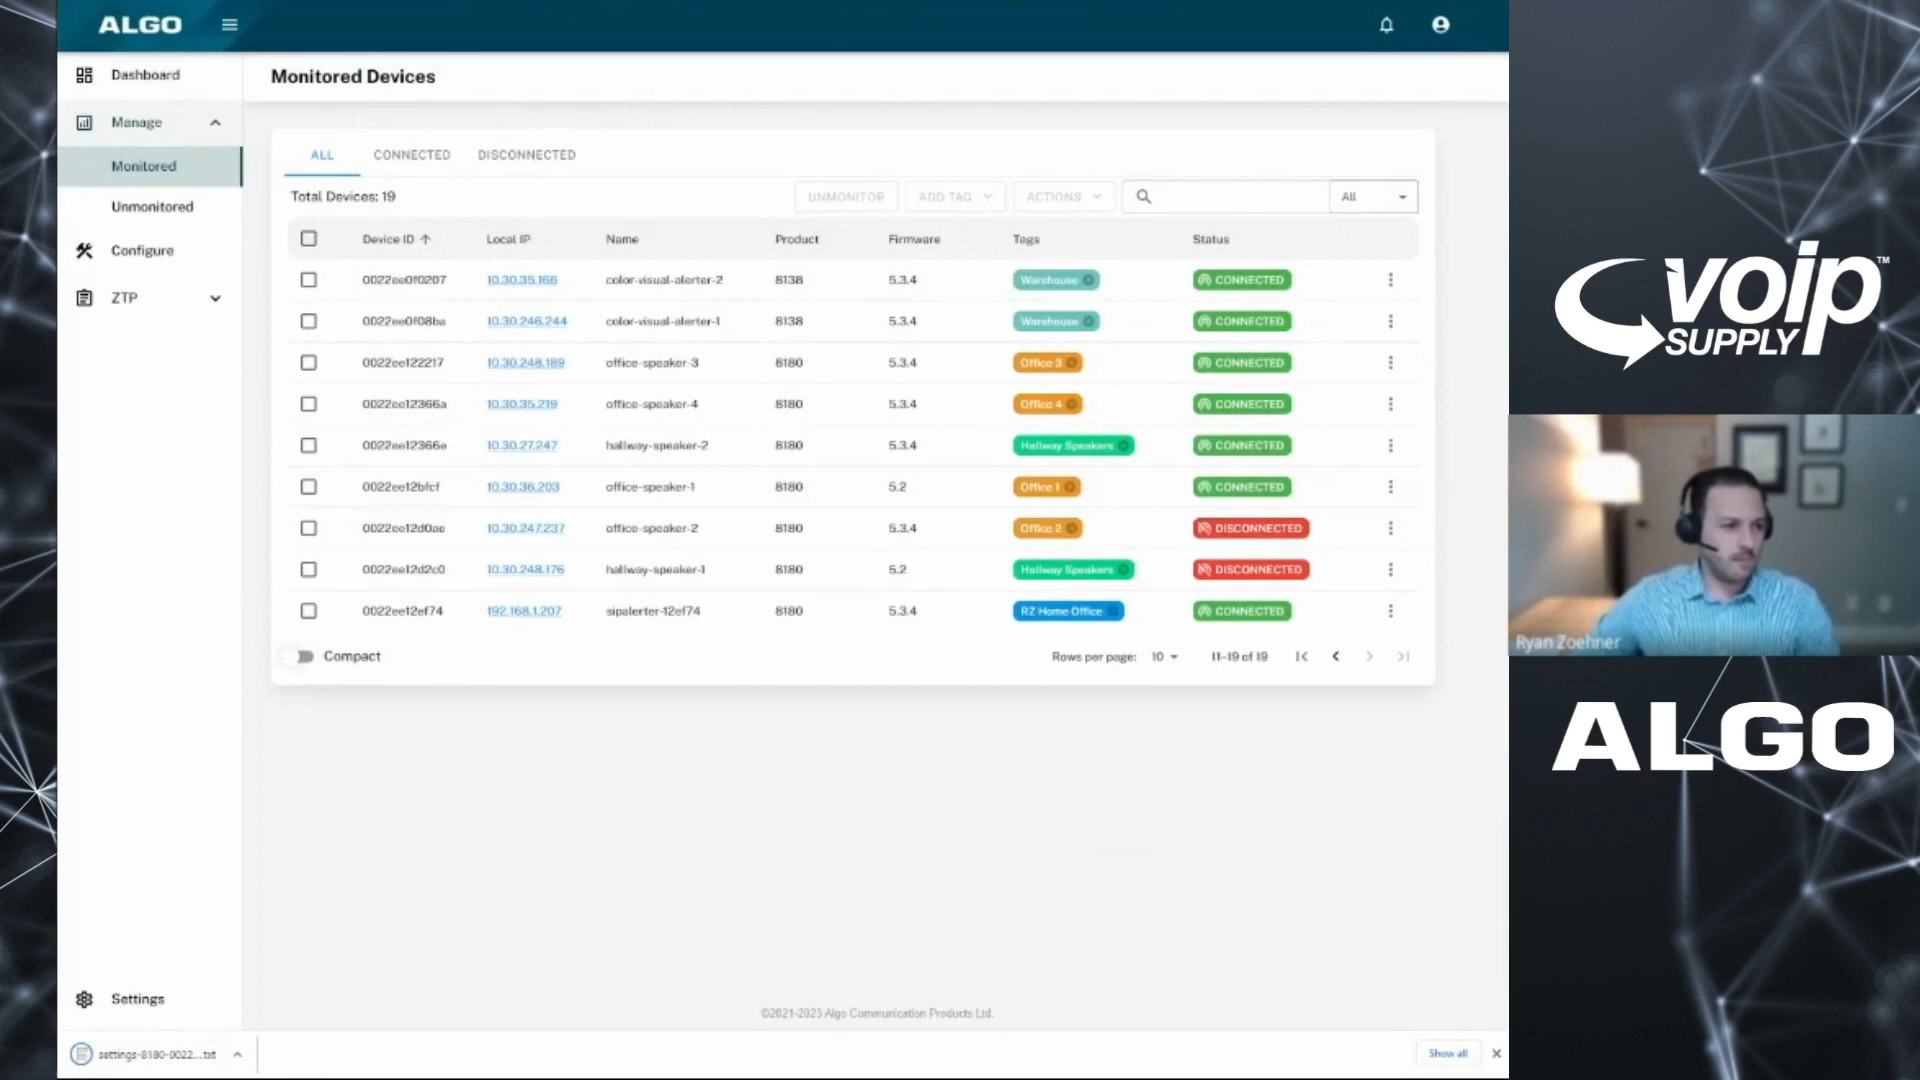 ALGO
Dashboard
Manage
Monitored
Unmonitored
Configure
ZTP
Settings
Monitored Devices
ALL CONNECTED DISCONNECTED
Total Devices: 19
UNMONITOR ADD TAG ACTIONS All
Device ID Local IP Name Product Firmware Tags Status
0022ee0f0207 10.30.35.166 color-visual-alerter-2 8138 5.3.4 Warehouse CONNECTED
0022ee0f08ba 10.30.246.244 color-visual-alerter-1 8138 5.3.4 Warehouse CONNECTED
0022ee122217 10.30.248.189 office-speaker-3 8180 5.3.4 Office 3 CONNECTED
0022ee12366a 10.30.35.219 office-speaker-4 8180 5.3.4 Office 4 CONNECTED
0022ee12366e 10.30.27.247 hallway-speaker-2 8180 5.3.4 Hallway Speakers CONNECTED
0022ee12bfcf 10.30.36.203 office-speaker-1 8180 5.2 Office 1 CONNECTED
0022ee12d0ae 10.30.247.237 office-speaker-2 8180 5.3.4 Office 2 DISCONNECTED
0022ee12d2c0 10.30.248.176 hallway-speaker-1 8180 5.2 Hallway Speakers DISCONNECTED
0022ee12ef74 192.168.1.207 sipalerter-12ef74 8180 5.3.4 RZ Home Office CONNECTED
Compact
Rows per page: 10 11-19 of 19
©2021-2023 Algo Communication Products Ltd.
settings-8180-0022....txt
Show all
voip™
SUPPLY
Ryan Zoehner
ALGO